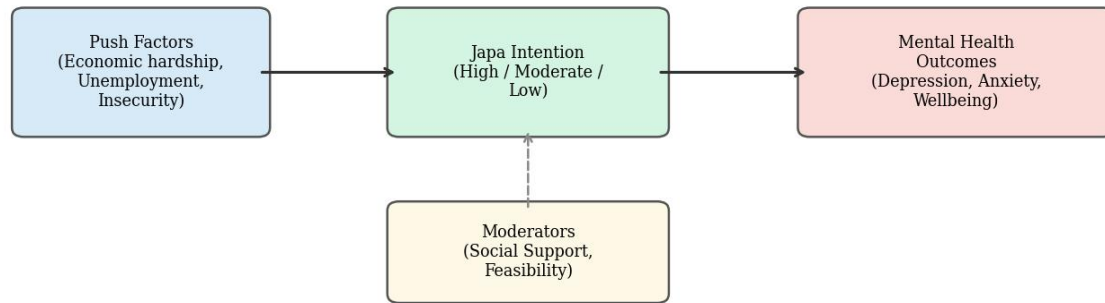 Push Factors
(Economic hardship,
Unemployment,
Insecurity)
Japa Intention
(High / Moderate /
Low)
Mental Health
Outcomes
(Depression, Anxiety,
Wellbeing)
Moderators
(Social Support,
Feasibility)